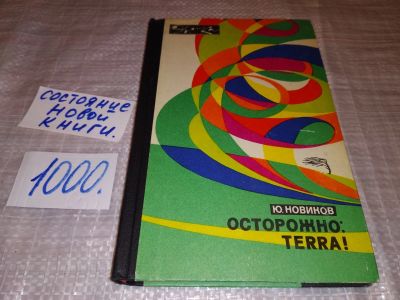 состояние
новой
книги.
1000.
Ю. НОВИКОВ
ОСТОРОЖНО:
TERRA!